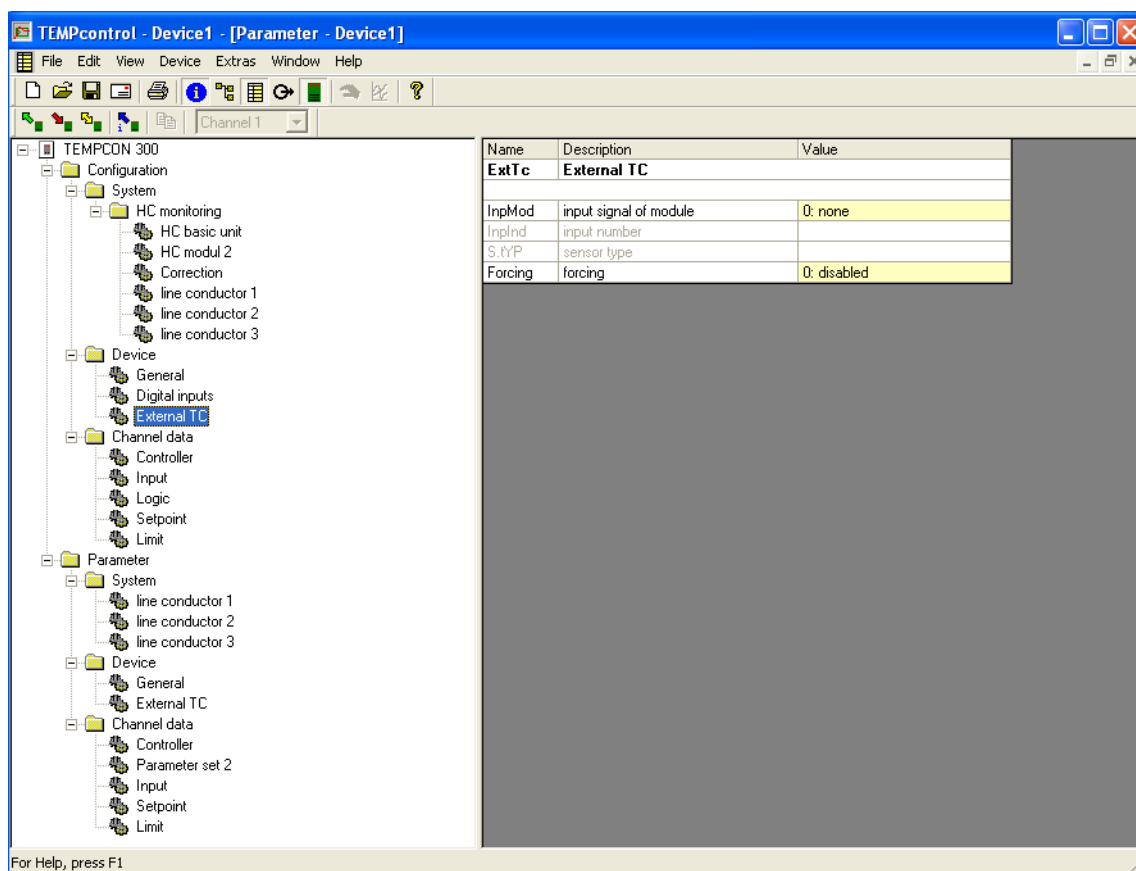 TEMPcontrol - Device1 - [Parameter - Device1]
File Edit View Device Extras Window Help
Channel 1
TEMPCON 300
Configuration
System
HC monitoring
HC basic unit
HC modul 2
Correction
line conductor 1
line conductor 2
line conductor 3
Device
General
Digital inputs
External TC
Channel data
Controller
Input
Logic
Setpoint
Limit
Parameter
System
line conductor 1
line conductor 2
line conductor 3
Device
General
External TC
Channel data
Controller
Parameter set 2
Input
Setpoint
Limit
Name Description Value
ExtTc External TC
InpMod input signal of module 0: none
InpInd input number
S.tYP sensor type
Forcing forcing 0: disabled
For Help, press F1